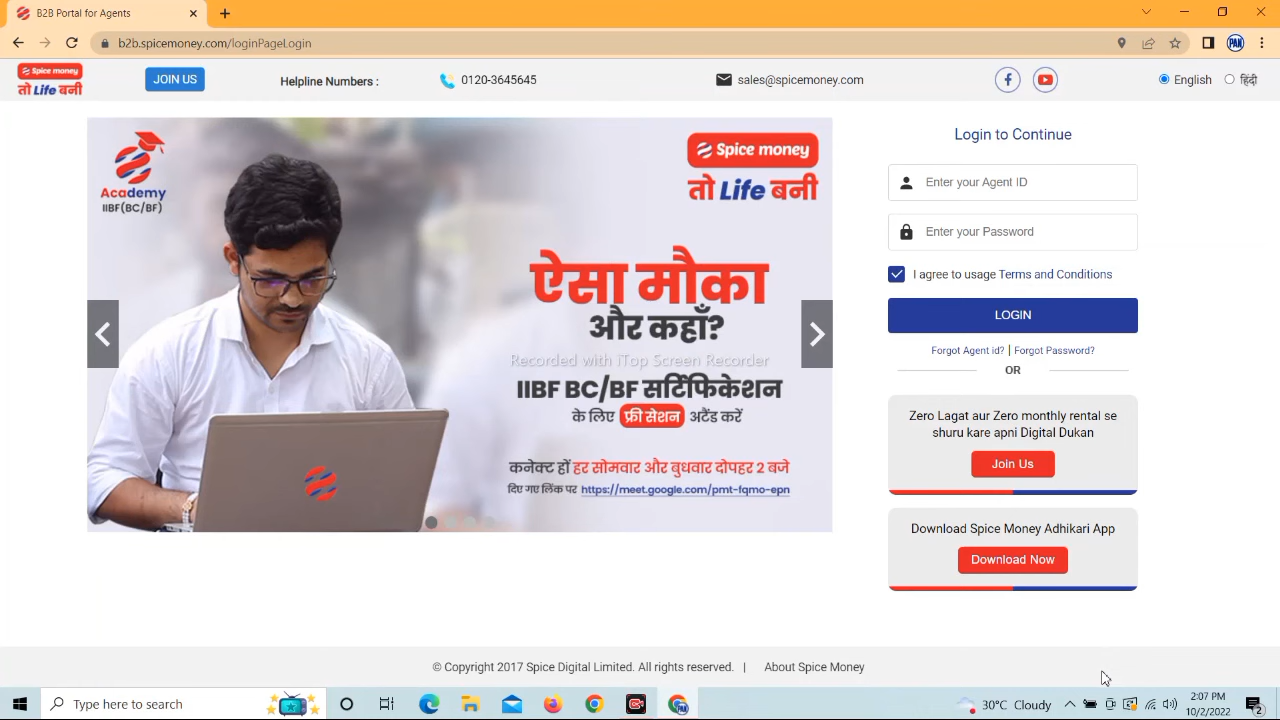 B2B Portal for Agents
b2b.spicemoney.com/loginPageLogin
PAK
Spice money
तो Life बनी
JOIN US
Helpline Numbers :
0120-3645645
sales@spicemoney.com
English
हिंदी
Academy
IIBF(BC/BF)
Spice money
तो Life बनी
ऐसा मौका
और कहाँ?
Recorded with iTop Screen Recorder
IIBF BC/BF सर्टिफिकेशन
के लिए फ्री सेशन अटैंड करें
कनेक्ट हों हर सोमवार और बुधवार दोपहर 2 बजे
दिए गए लिंक पर https://meet.google.com/pmt-fqmo-epn
Login to Continue
Enter your Agent ID
Enter your Password
I agree to usage Terms and Conditions
LOGIN
Forgot Agent id? | Forgot Password?
OR
Zero Lagat aur Zero monthly rental se
shuru kare apni Digital Dukan
Join Us
Download Spice Money Adhikari App
Download Now
© Copyright 2017 Spice Digital Limited. All rights reserved. | About Spice Money
Type here to search
30°C Cloudy
2:07 PM
10/2/2022
2